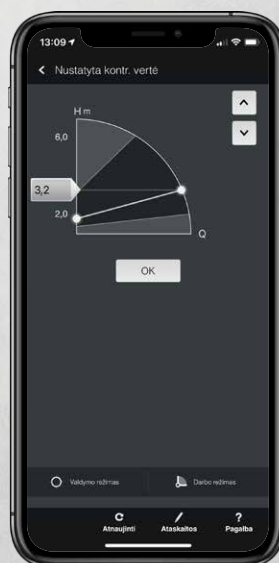 13:09
Nustatyta kontr. vertė
H m
6,0
3,2
2,0
Q
OK
Valdymo režimas
Darbo režimas
Atnaujinti
Ataskaitos
? Pagalba